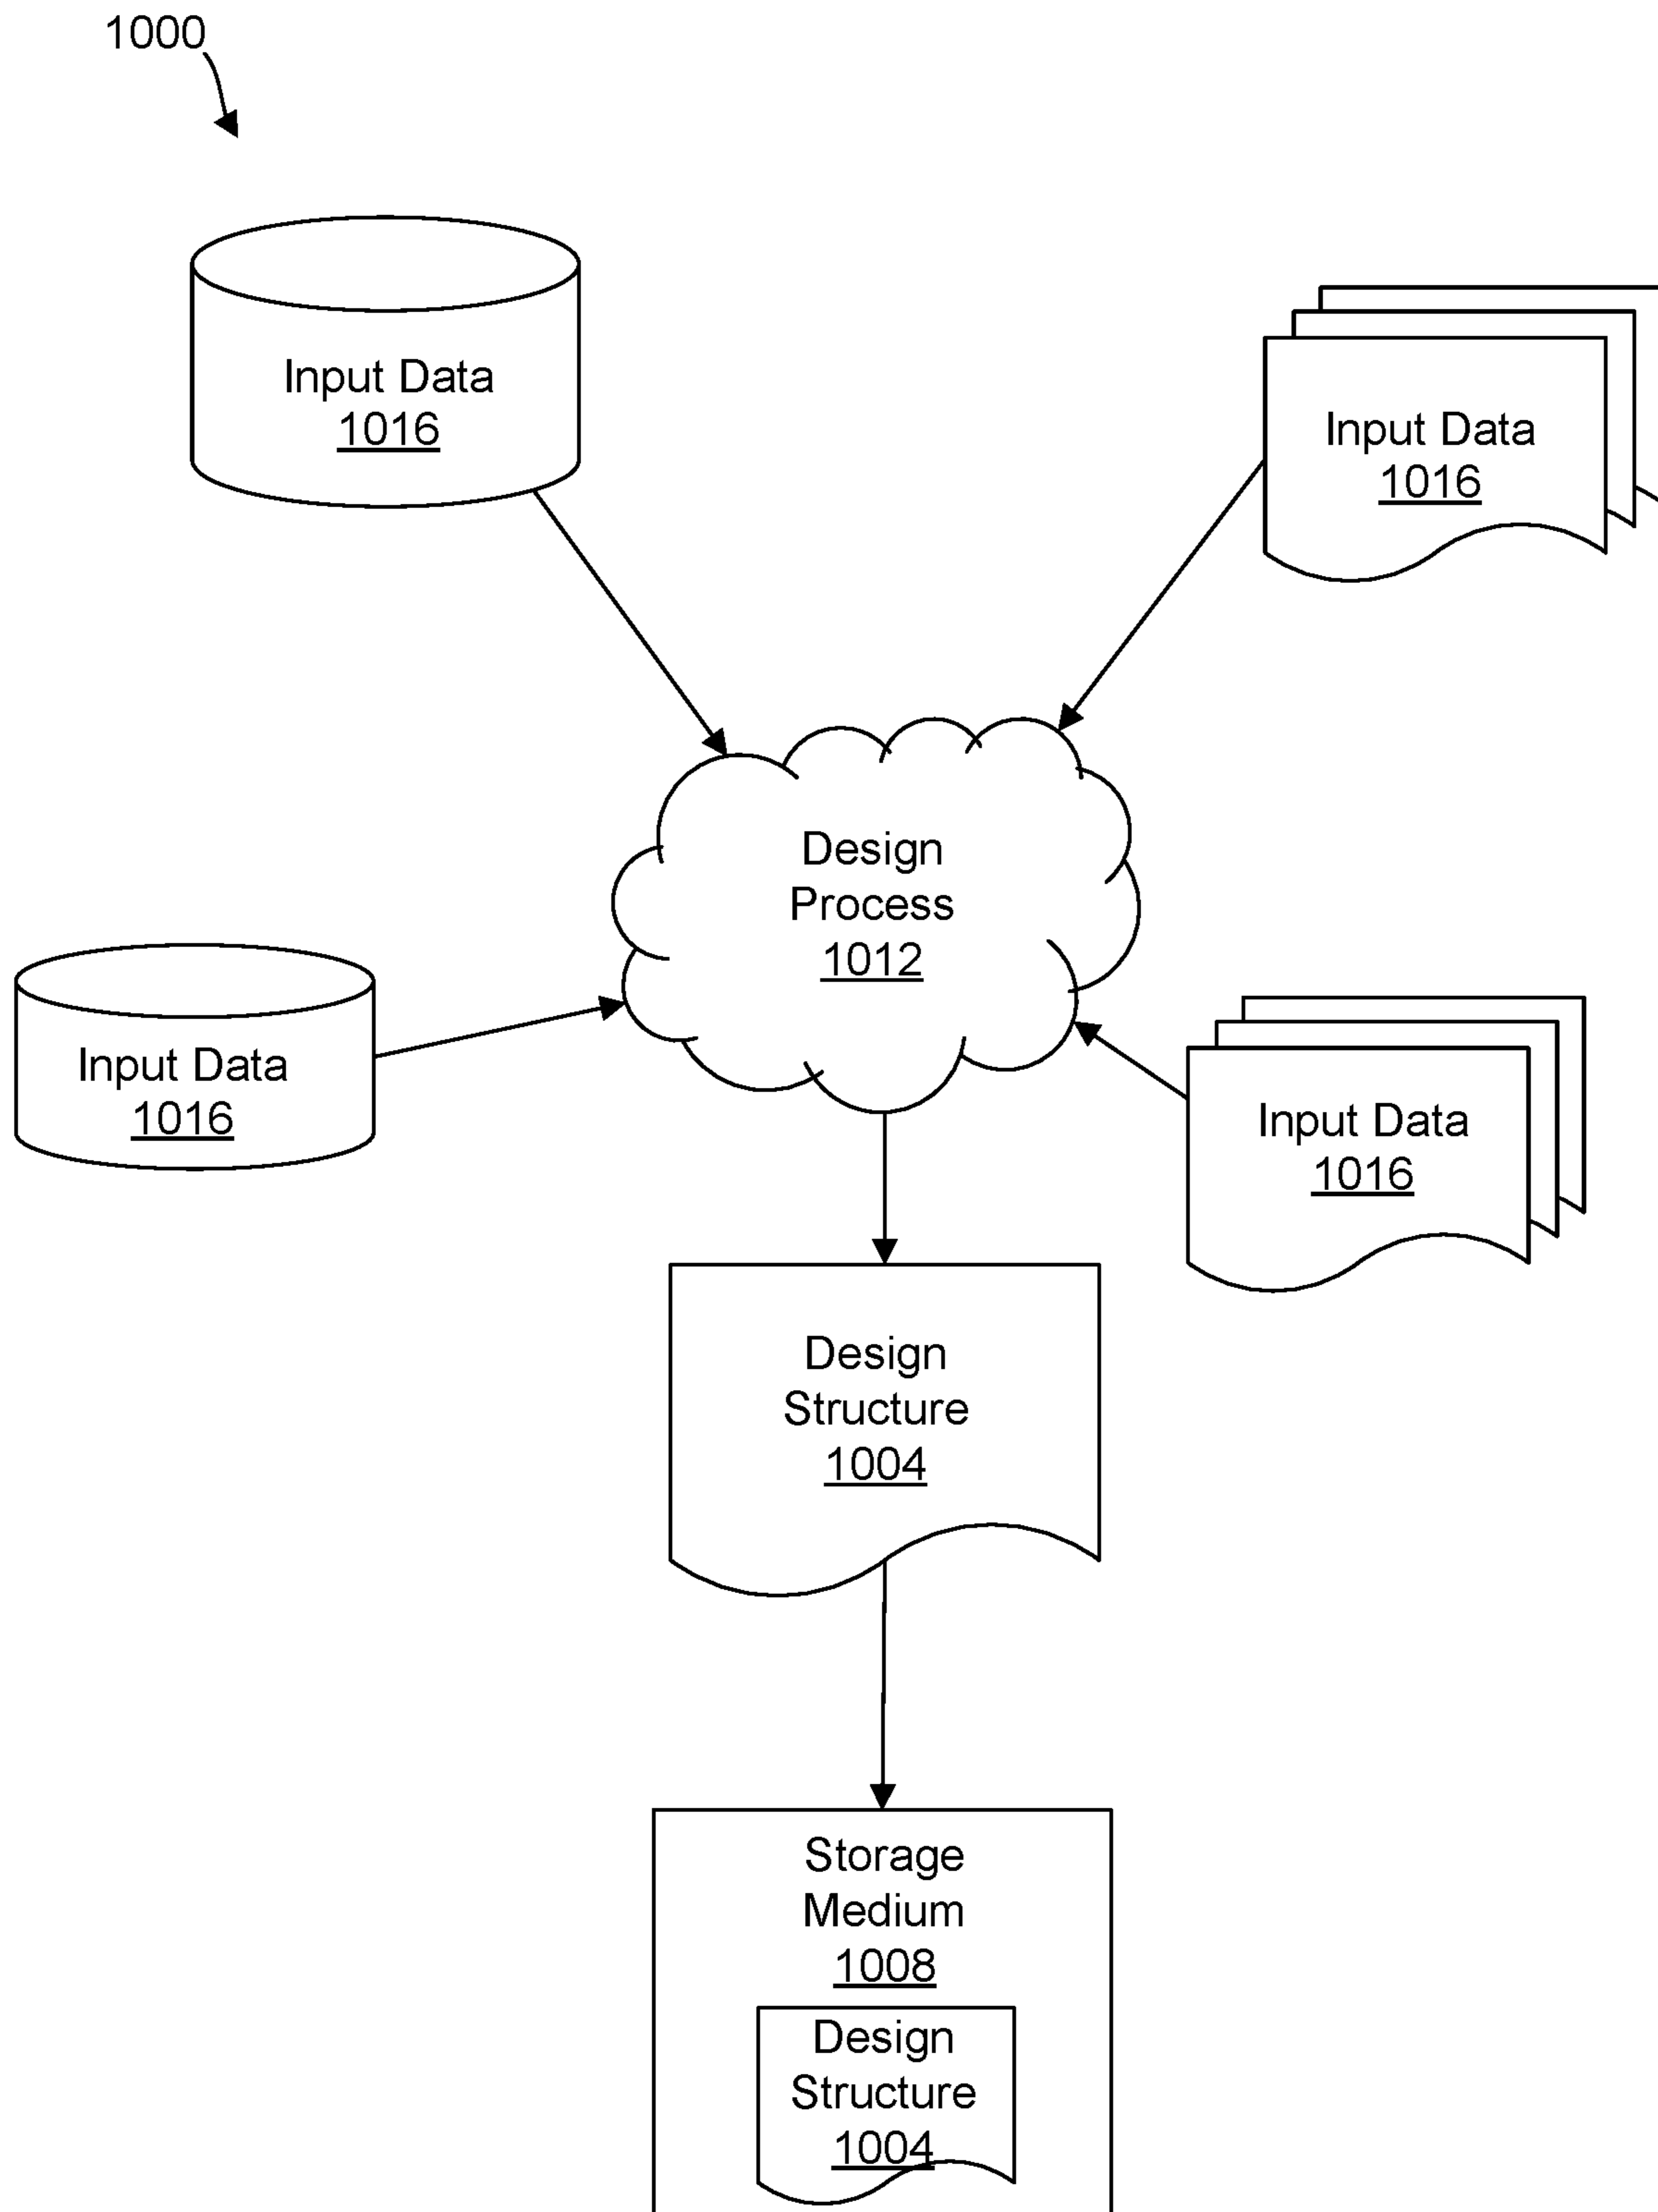 1000
Input Data
1016
Input Data
1016
Design
Process
1012
Input Data
1016
Input Data
1016
Design
Structure
1004
Storage
Medium
1008
Design
Structure
1004